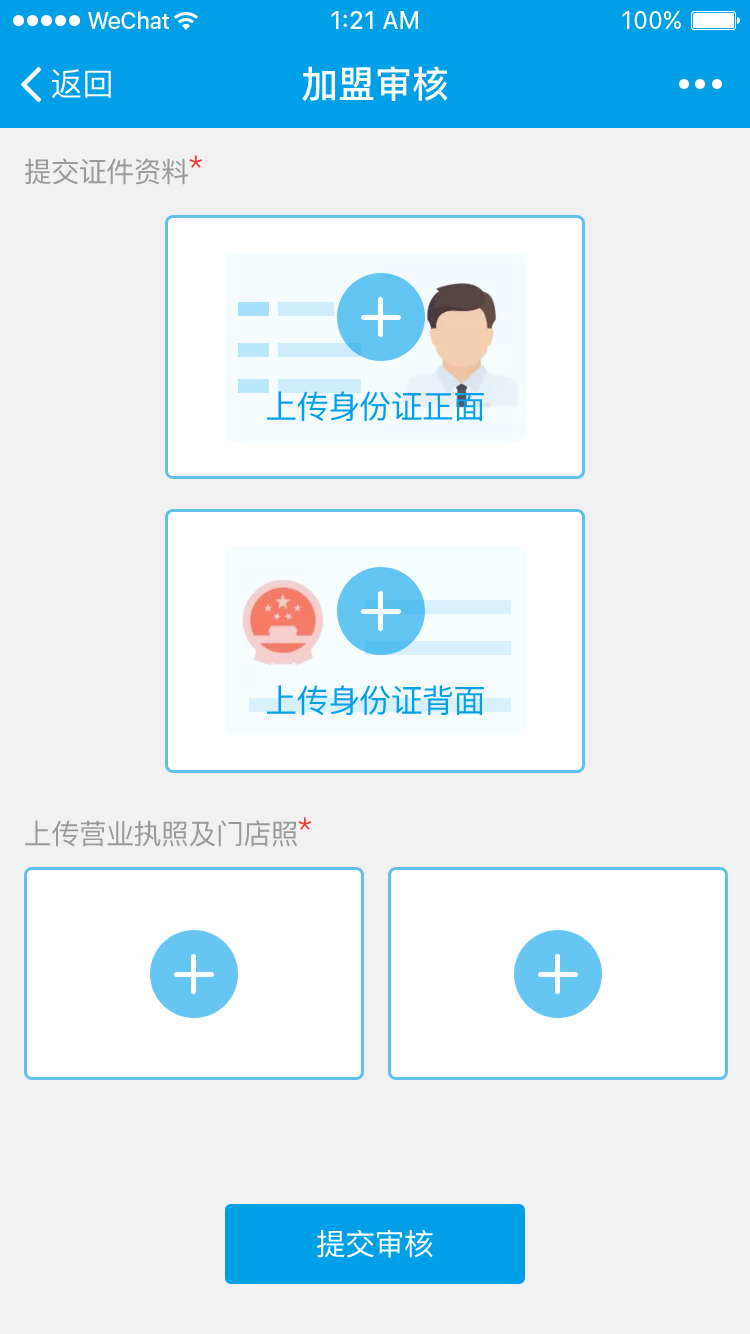 WeChat 1:21 AM 100%
返回 加盟审核
提交证件资料*
上传身份证正面
上传身份证背面
上传营业执照及门店照*
提交审核